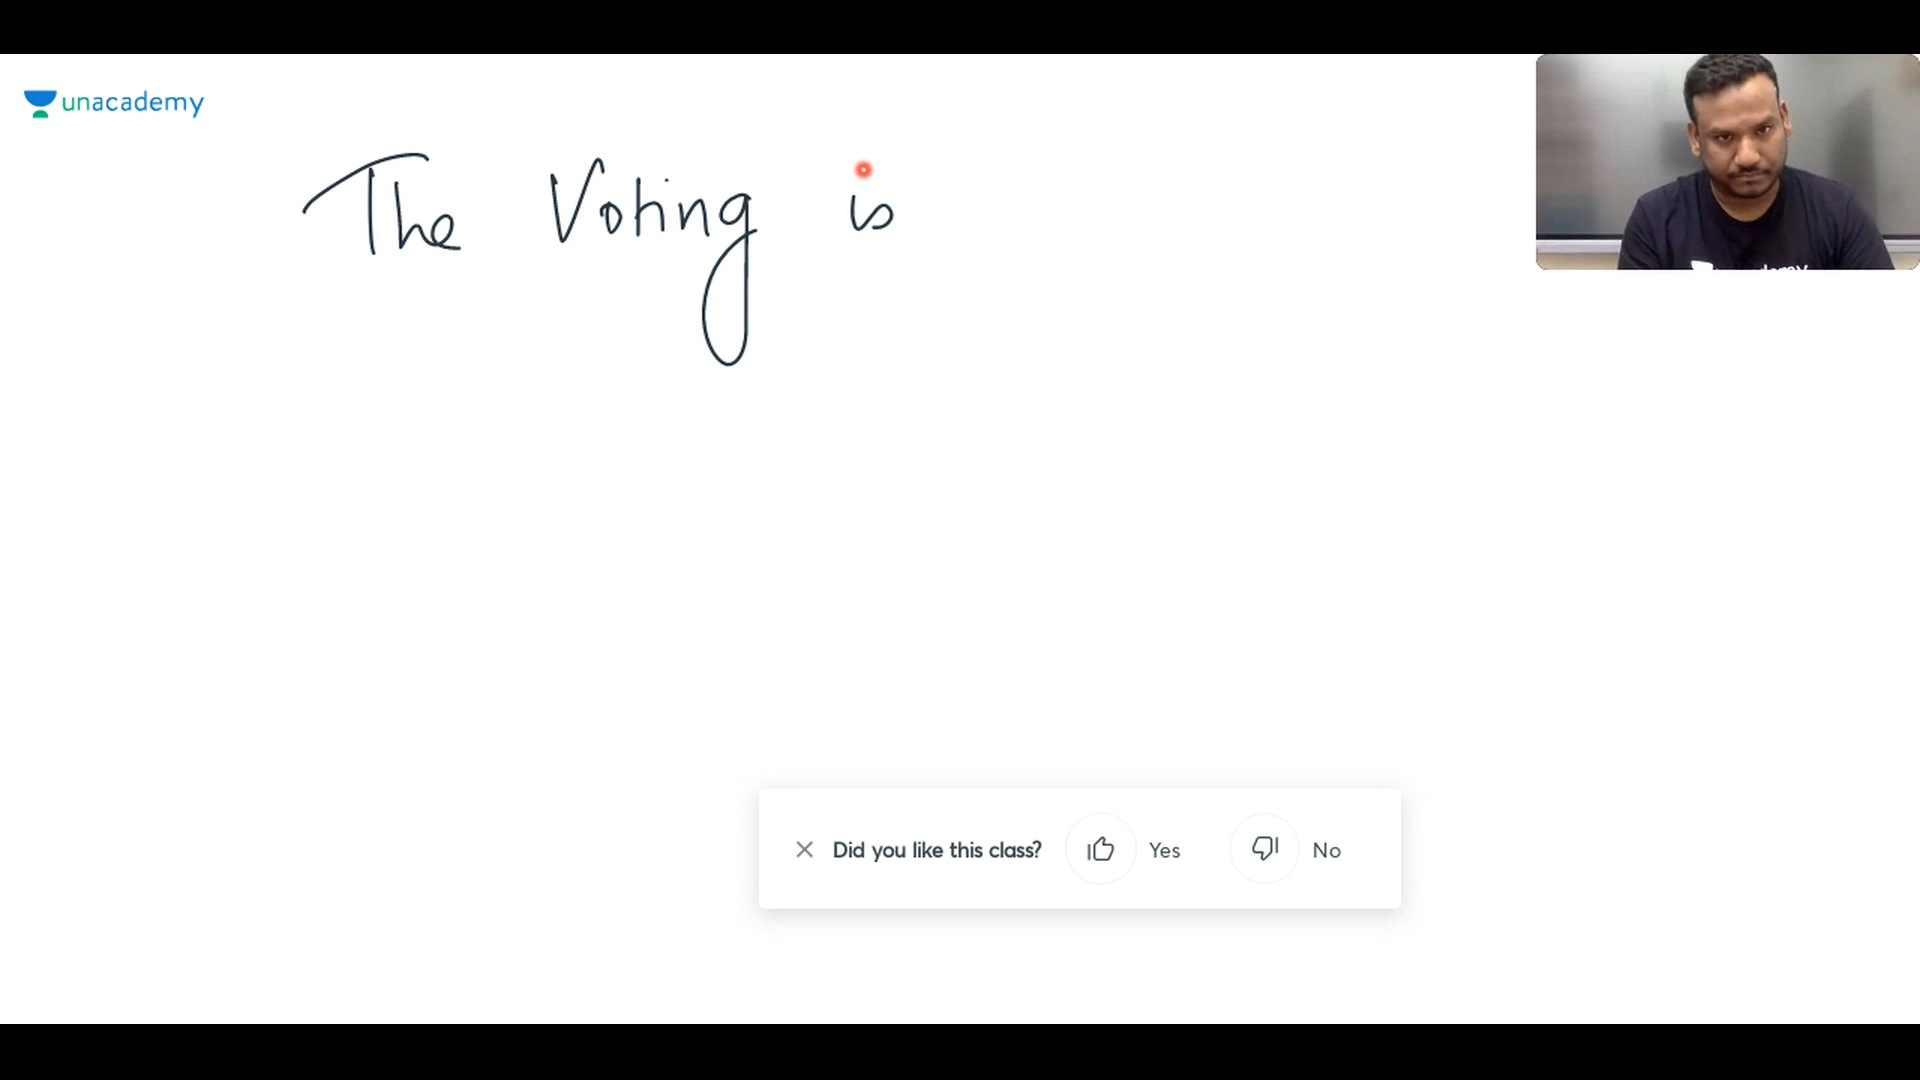 unacademy
The Voting is
Did you like this class? Yes No